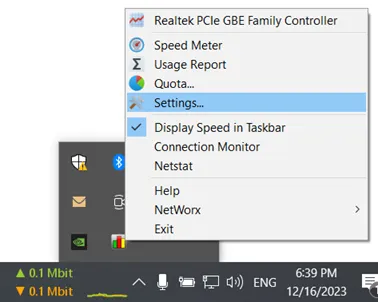 Realtek PCIe GBE Family Controller
Speed Meter
Usage Report
Quota...
Settings...
Display Speed in Taskbar
Connection Monitor
Netstat
Help
NetWorx
Exit
0.1 Mbit
0.1 Mbit
ENG
6:39 PM
12/16/2023